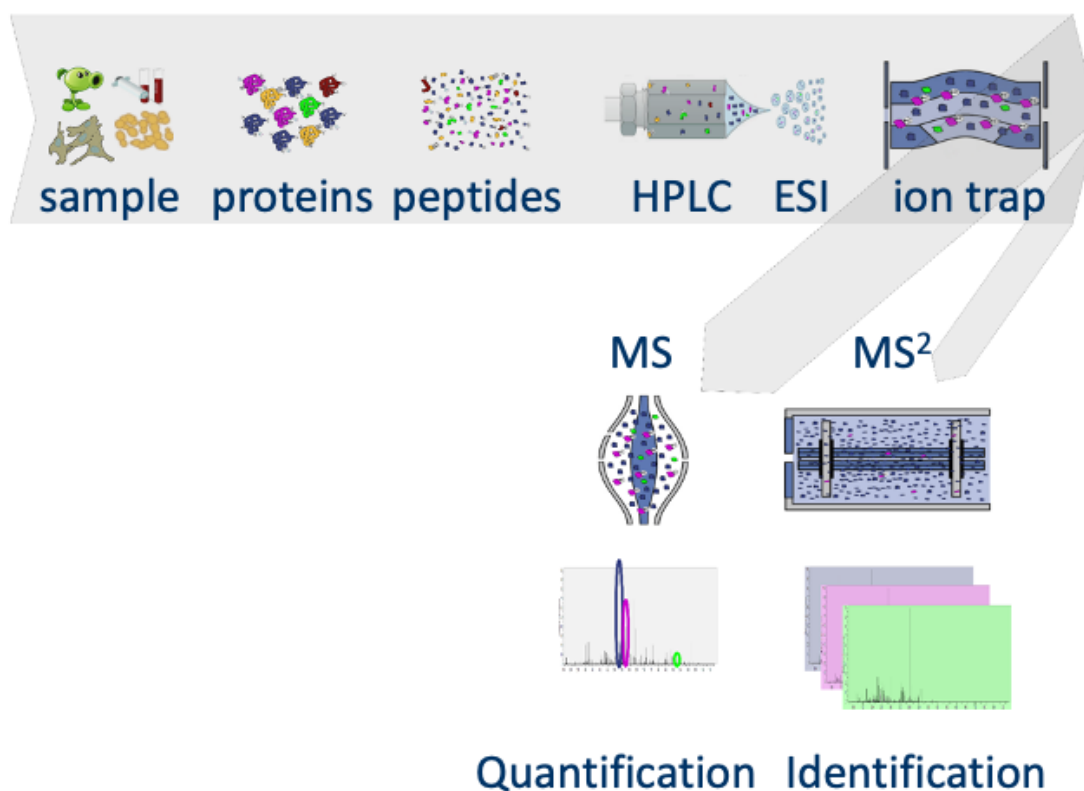 sample proteins peptides HPLC ESI ion trap
MS MS²
Quantification Identification